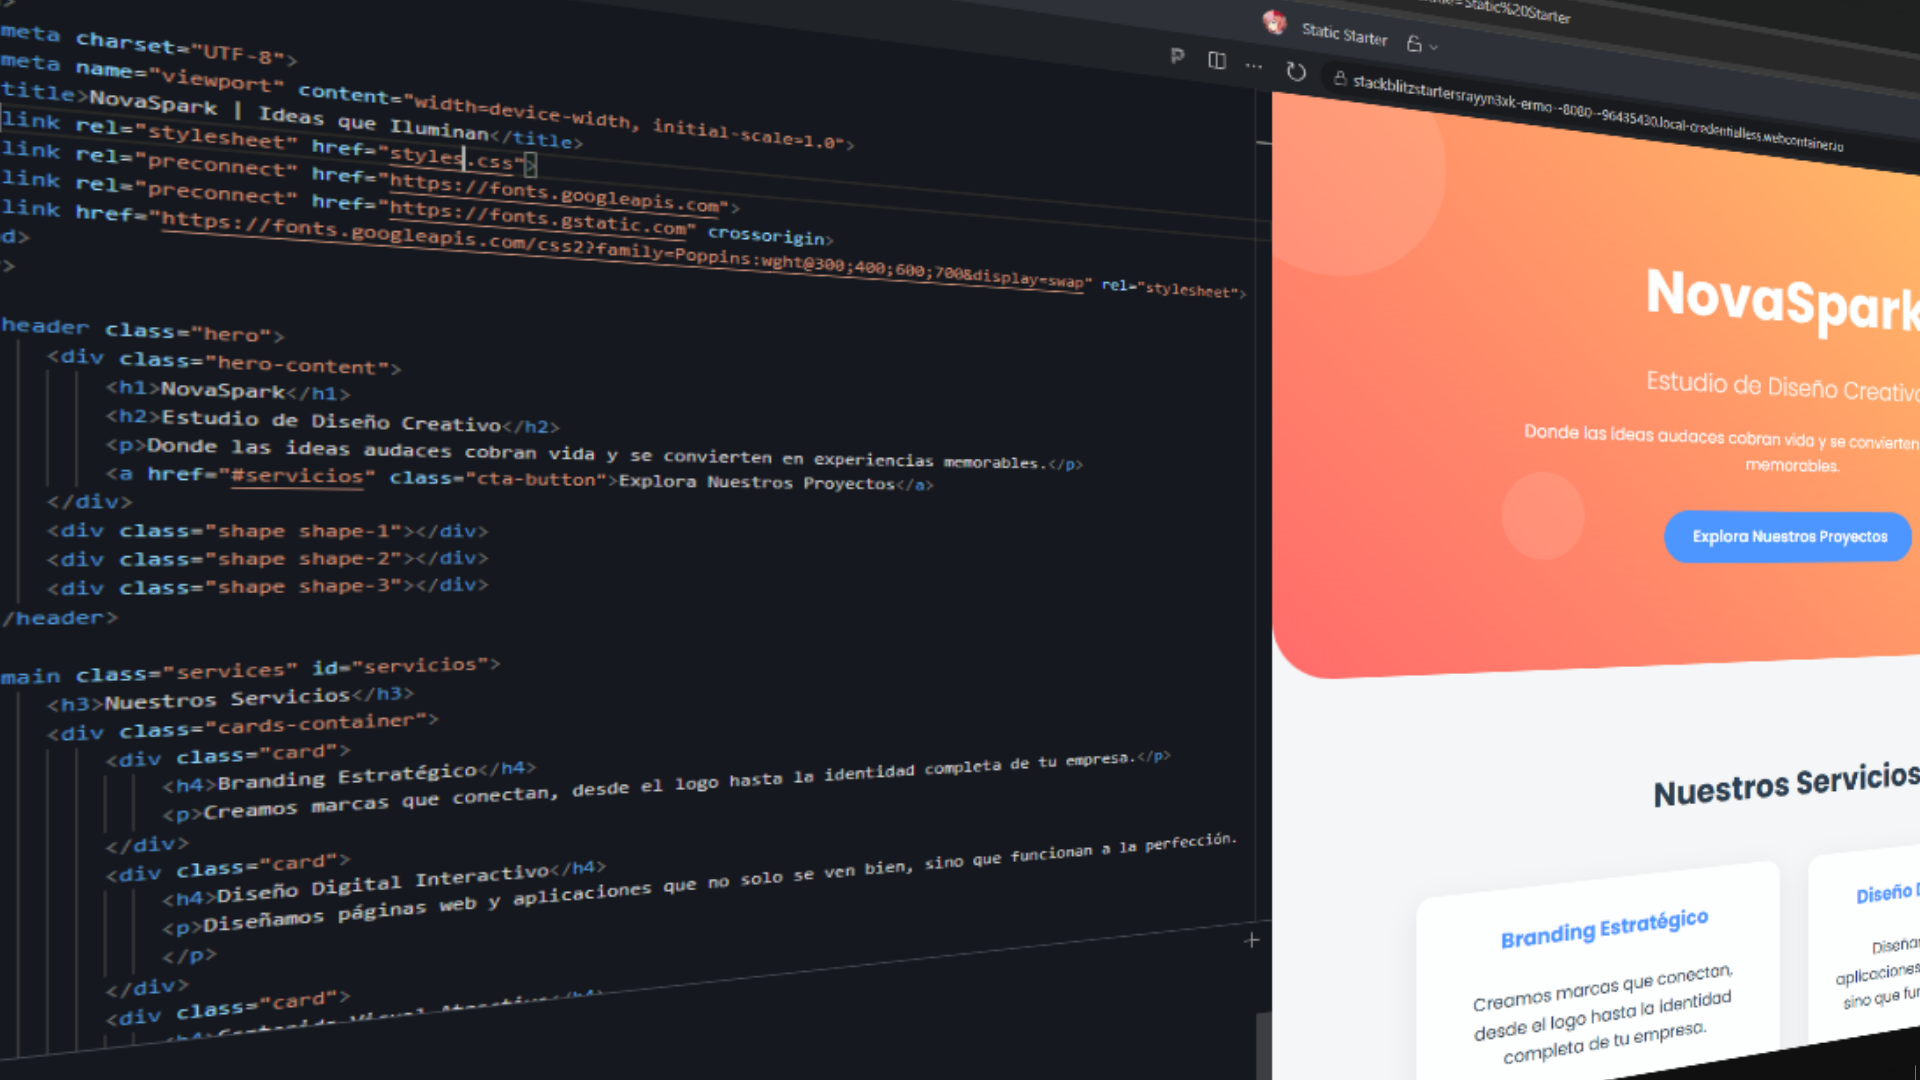 meta charset="UTF-8">
meta name="viewport" content="width=device-width, initial-scale=1.0">
title>NovaSpark | Ideas que Iluminan</title>
link rel="stylesheet" href="styles.css">
link rel="preconnect" href="https://fonts.googleapis.com">
link rel="preconnect" href="https://fonts.gstatic.com" crossorigin>
link href="https://fonts.googleapis.com/css2?family=Poppins:wght@300;400;600;700&display=swap" rel="stylesheet">
d>
>
header class="hero">
<div class="hero-content">
<h1>NovaSpark</h1>
<h2>Estudio de Diseño Creativo</h2>
<p>Donde las ideas audaces cobran vida y se convierten en experiencias memorables.</p>
<a href="#servicios" class="cta-button">Explora Nuestros Proyectos</a>
</div>
<div class="shape shape-1"></div>
<div class="shape shape-2"></div>
<div class="shape shape-3"></div>
/header>
main class="services" id="servicios">
<h3>Nuestros Servicios</h3>
<div class="cards-container">
<div class="card">
<h4>Branding Estratégico</h4>
<p>Creamos marcas que conectan, desde el logo hasta la identidad completa de tu empresa.</p>
</div>
<div class="card">
<h4>Diseño Digital Interactivo</h4>
<p>Diseñamos páginas web y aplicaciones que no solo se ven bien, sino que funcionan a la perfección.
</p>
</div>
<div class="card">
Static%20Starter
Static Starter
stackblitzstartersrayyn3xk-ermo--8080--96435430.local-credentialless.webcontainer.io
NovaSpark
Estudio de Diseño Creativo
Donde las ideas audaces cobran vida y se convierten
memorables.
Explora Nuestros Proyectos
Nuestros Servicios
Branding Estratégico
Creamos marcas que conectan,
desde el logo hasta la identidad
completa de tu empresa.
Diseño
aplicaciones
sino que